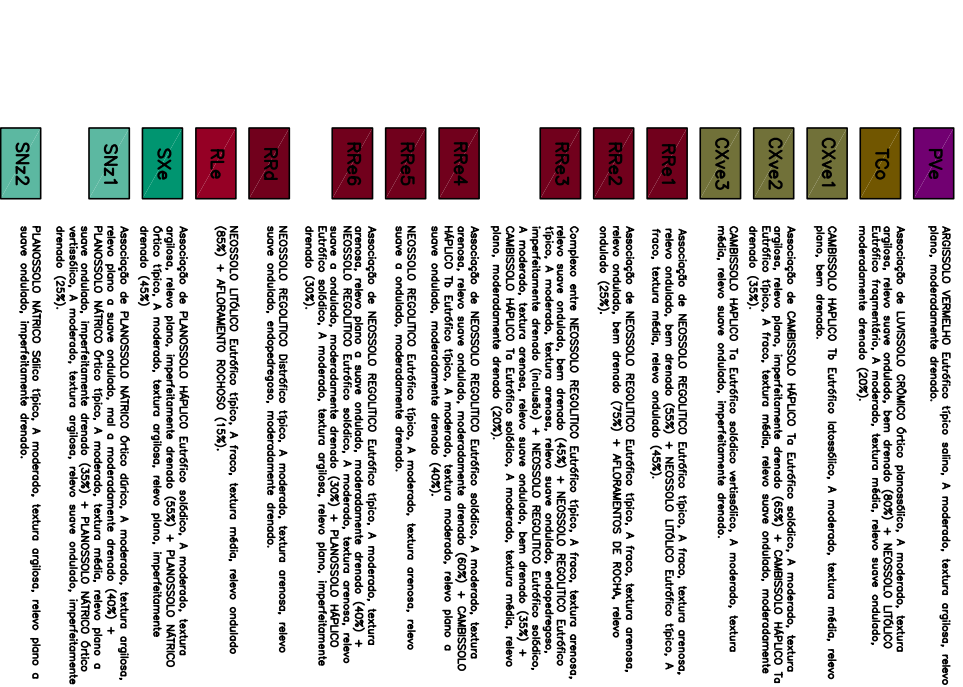 PVe
ARGISSOLO VERMELHO Eutrófico típico salino, A moderado, textura argilosa, relevo
plano, moderadamente drenado.
TCo
Associação de LUVISSOLO CRÔMICO Órtico planossólico, A moderado, textura
argilosa, relevo suave ondulado, bem drenado (80%) + NEOSSOLO LITÓLICO
Eutrófico fragmentário, A moderado, textura média, relevo suave ondulado,
moderadamente drenado (20%).
CXve1
CAMBISSOLO HAPLICO Tb Eutrófico latossólico, A moderado, textura média, relevo
plano, bem drenado.
CXve2
Associação de CAMBISSOLO HÁPLICO Ta Eutrófico solódico, A moderado, textura
argilosa, relevo plano, imperfeitamente drenado (65%) + CAMBISSOLO HÁPLICO Ta
Eutrófico típico, A fraco, textura média, relevo suave ondulado, moderadamente
drenado (35%).
CXve3
CAMBISSOLO HAPLICO Ta Eutrófico solódico vertissólico, A moderado, textura
média, relevo suave ondulado, imperfeitamente drenado.
RRe1
Associação de NEOSSOLO REGOLITICO Eutrófico típico, A fraco, textura arenosa,
relevo ondulado, bem drenado (55%) + NEOSSOLO LITÓLICO Eutrófico típico, A
fraco, textura média, relevo ondulado (45%).
RRe2
Associação de NEOSSOLO REGOLITICO Eutrófico típico, A fraco, textura arenosa,
relevo ondulado, bem drenado (75%) + AFLORAMENTOS DE ROCHA, relevo
ondulado (25%).
RRe3
Complexo entre NEOSSOLO REGOLITICO Eutrófico típico, A fraco, textura arenosa,
relevo suave ondulado, bem drenado (45%) + NEOSSOLO REGOLITICO Eutrófico
típico, A moderado, textura arenosa, relevo suave ondulado, endopedregoso,
imperfeitamente drenado (inclusão) + NEOSSOLO REGOLITICO Eutrófico solódico,
A moderado, textura arenosa, relevo suave ondulado, bem drenado (35%) +
CAMBISSOLO HÁPLICO Ta Eutrófico solódico, A moderado, textura média, relevo
plano, moderadamente drenado (20%).
RRe4
Associação de NEOSSOLO REGOLITICO Eutrófico solódico, A moderado, textura
arenosa, relevo suave ondulado, moderadamente drenado (60%) + CAMBISSOLO
HÁPLICO Tb Eutrófico típico, A moderado, textura moderado, relevo plano a
suave ondulado, moderadamente drenado (40%).
RRe5
NEOSSOLO REGOLITICO Eutrófico típico, A moderado, textura arenosa, relevo
suave a ondulado, moderadamente drenado.
RRe6
Associação de NEOSSOLO REGOLITICO Eutrófico típico, A moderado, textura
arenosa, relevo plano a suave ondulado, moderadamente drenado (40%) +
NEOSSOLO REGOLITICO Eutrófico solódico, A moderado, textura arenosa, relevo
suave a ondulado, moderadamente drenado (30%) + PLANOSSOLO HÁPLICO
Eutrófico solódico, A moderado, textura argilosa, relevo plano, imperfeitamente
drenado (30%).
RRd
NEOSSOLO REGOLITICO Distrófico típico, A moderado, textura arenosa, relevo
suave ondulado, endopedregoso, moderadamente drenado.
RLe
NEOSSOLO LITÓLICO Eutrófico típico, A fraco, textura média, relevo ondulado
(85%) + AFLORAMENTO ROCHOSO (15%).
SXe
Associação de PLANOSSOLO HÁPLICO Eutrófico solódico, A moderado, textura
argilosa, relevo plano, imperfeitamente drenado (55%) + PLANOSSOLO NÁTRICO
Órtico típico, A moderado, textura argilosa, relevo plano, imperfeitamente
drenado (45%)
SNz1
Associação de PLANOSSOLO NÁTRICO Órtico dúrico, A moderado, textura argilosa,
relevo plano a suave ondulado, mal a moderadamente drenado (40%) +
PLANOSSOLO NÁTRICO Órtico típico, A moderado, textura média, relevo plano a
suave ondulado, imperfeitamente drenado (35%) + PLANOSSOLO NÁTRICO Órtico
vertissólico, A moderado, textura argilosa, relevo suave ondulado, imperfeitamente
drenado (25%).
SNz2
PLANOSSOLO NÁTRICO Sálico típico, A moderado, textura argilosa, relevo plano a
suave ondulado, imperfeitamente drenado.